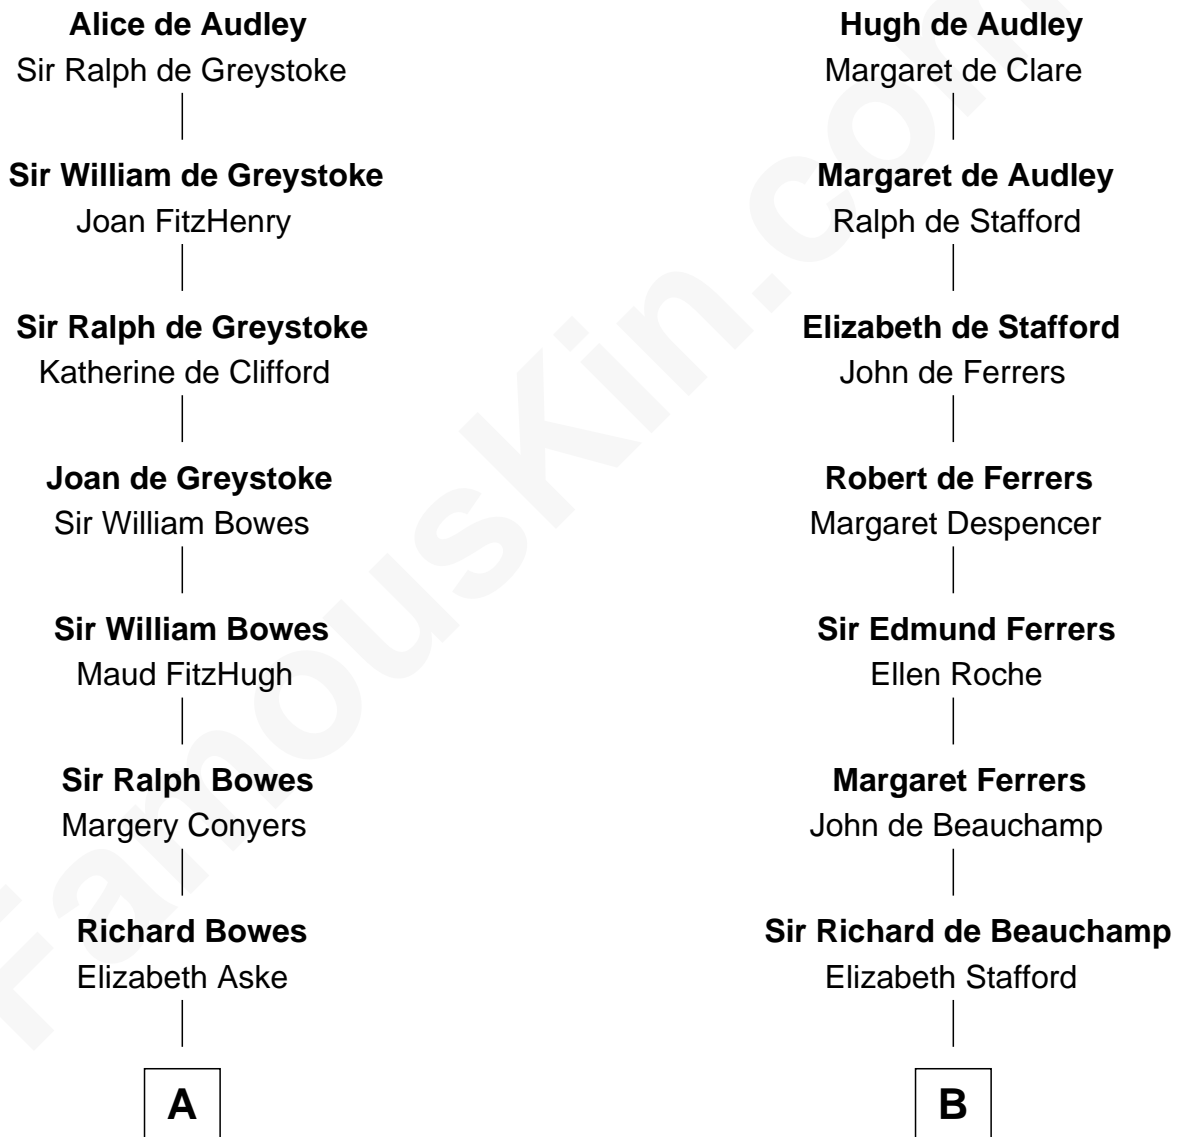 Alice de Audley
Sir Ralph de Greystoke
Sir William de Greystoke
Joan FitzHenry
Sir Ralph de Greystoke
Katherine de Clifford
Joan de Greystoke
Sir William Bowes
Sir William Bowes
Maud FitzHugh
Sir Ralph Bowes
Margery Conyers
Richard Bowes
Elizabeth Aske
A
Hugh de Audley
Margaret de Clare
Margaret de Audley
Ralph de Stafford
Elizabeth de Stafford
John de Ferrers
Robert de Ferrers
Margaret Despencer
Sir Edmund Ferrers
Ellen Roche
Margaret Ferrers
John de Beauchamp
Sir Richard de Beauchamp
Elizabeth Stafford
B
FamousKin.com